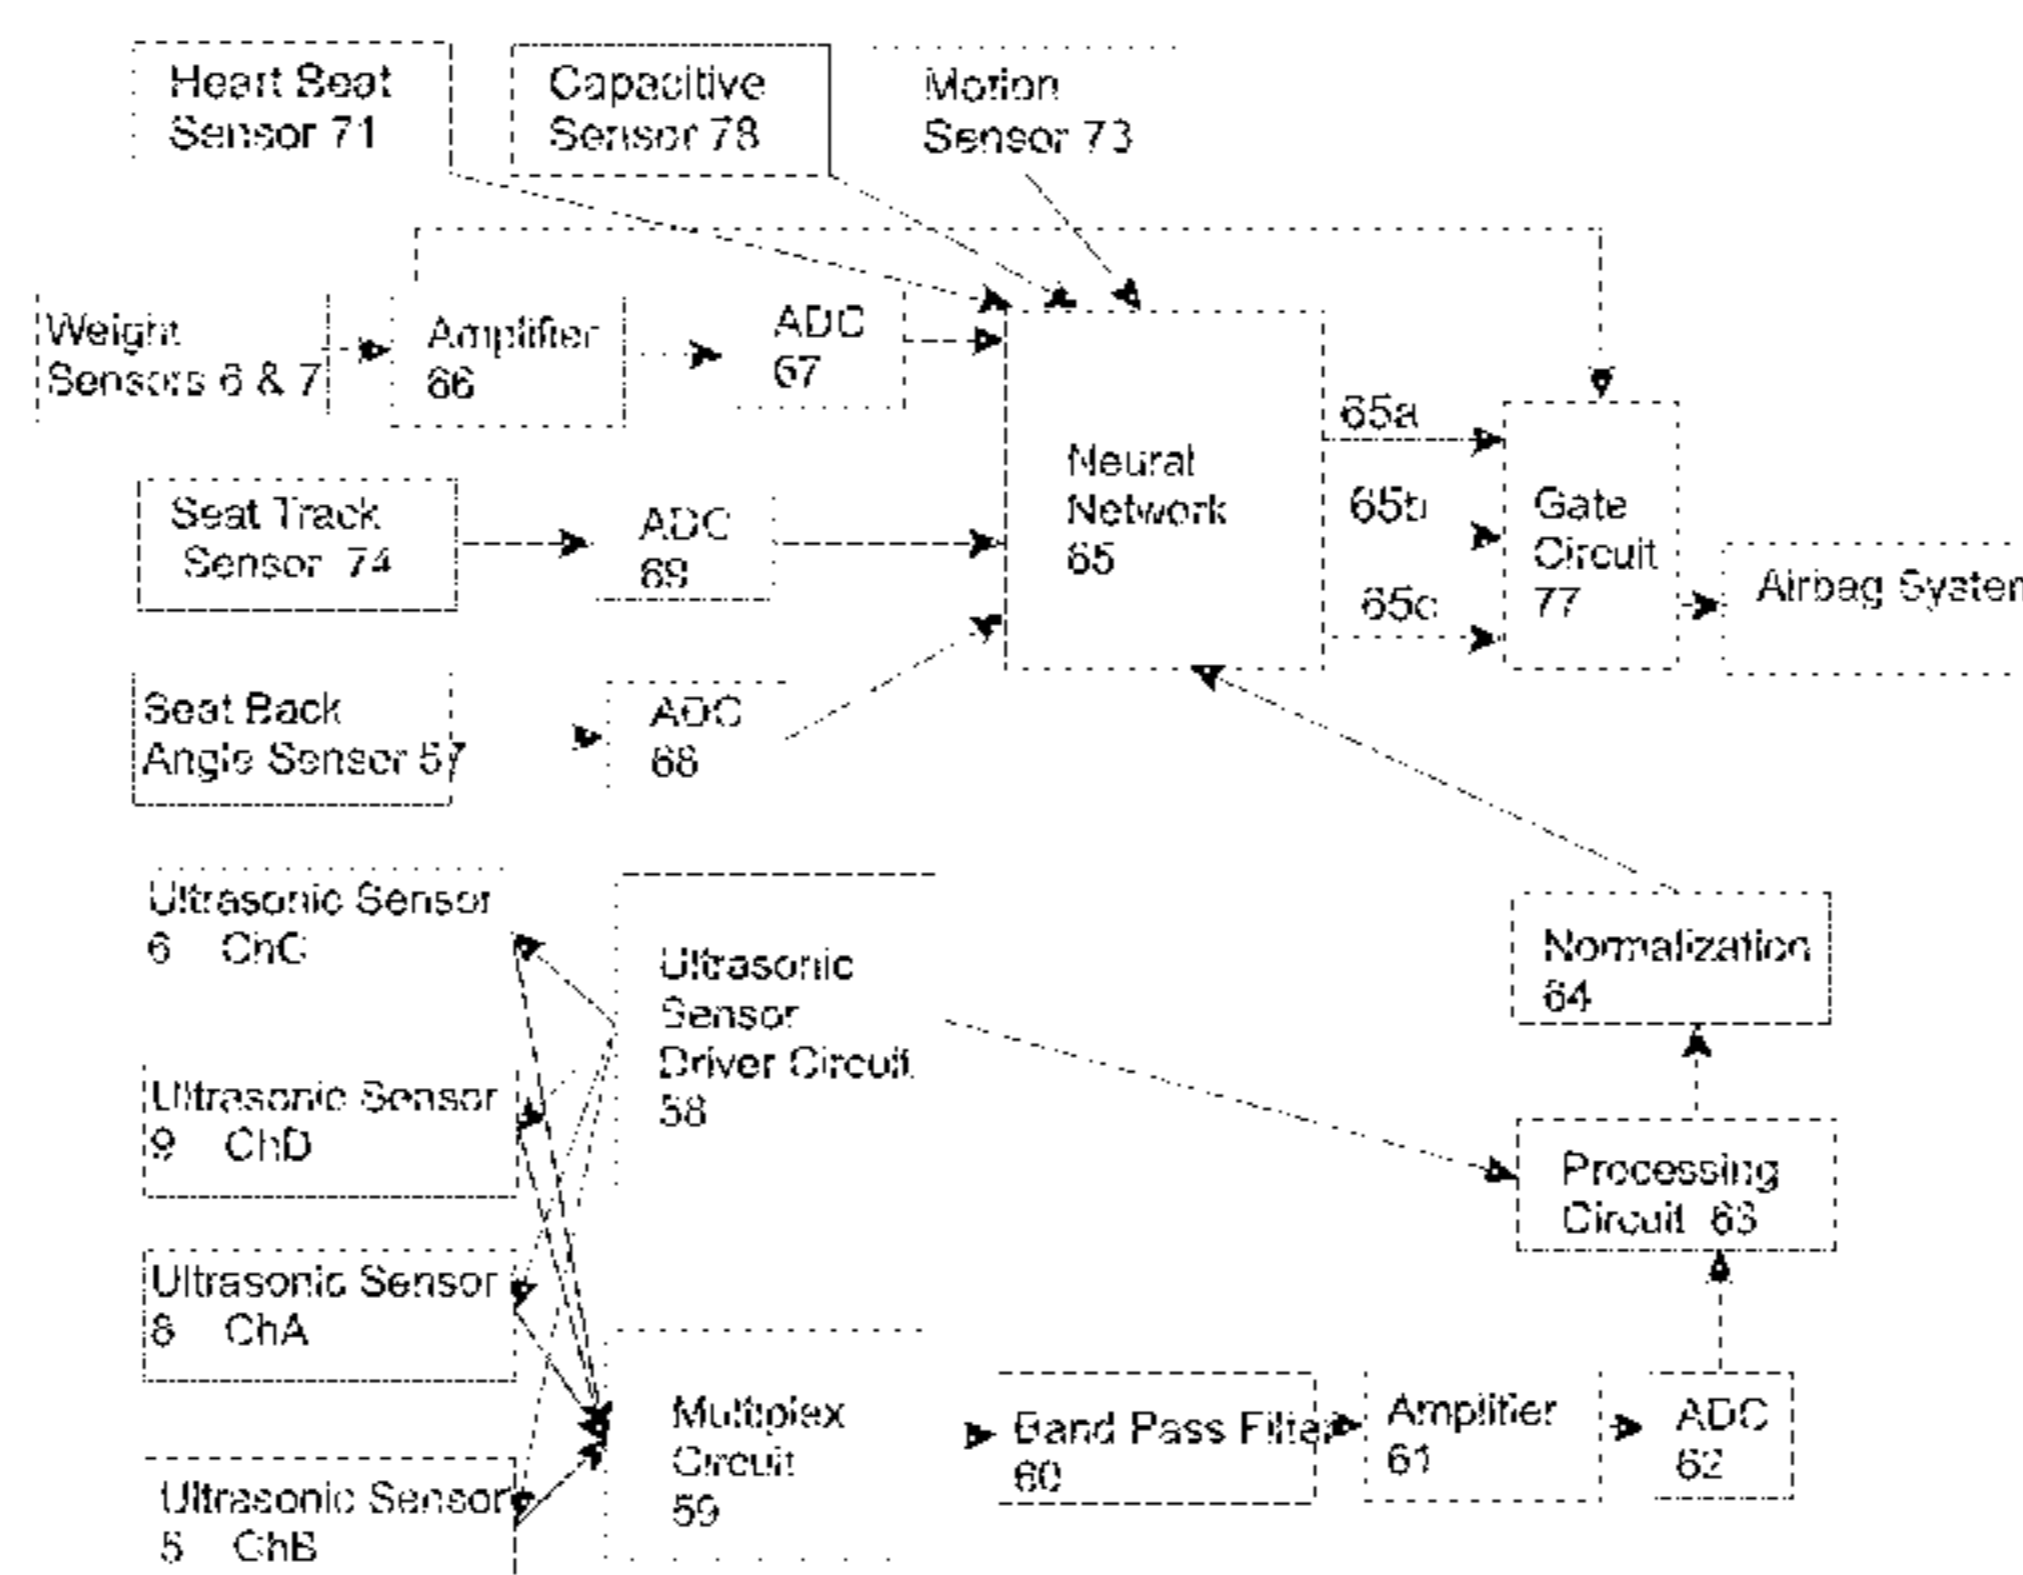 Heart Beat
Sensor 71
Capacitive
Sensor 78
Motion
Sensor 73
Weight
Sensors 6 & 7
Amplifier
66
ADC
67
Neural
Network
65
65a
65b
65c
Gate
Circuit
77
Airbag System
Seat Track
Sensor 74
ADC
69
Seat Back
Angle Sensor 57
ADC
68
Ultrasonic Sensor
6 ChC
Ultrasonic
Sensor
Driver Circuit
58
Normalization
64
Ultrasonic Sensor
9 ChD
Processing
Circuit 63
Ultrasonic Sensor
8 ChA
Multiplex
Circuit
59
Band Pass Filter
60
Amplifier
61
ADC
62
Ultrasonic Sensor
5 ChB